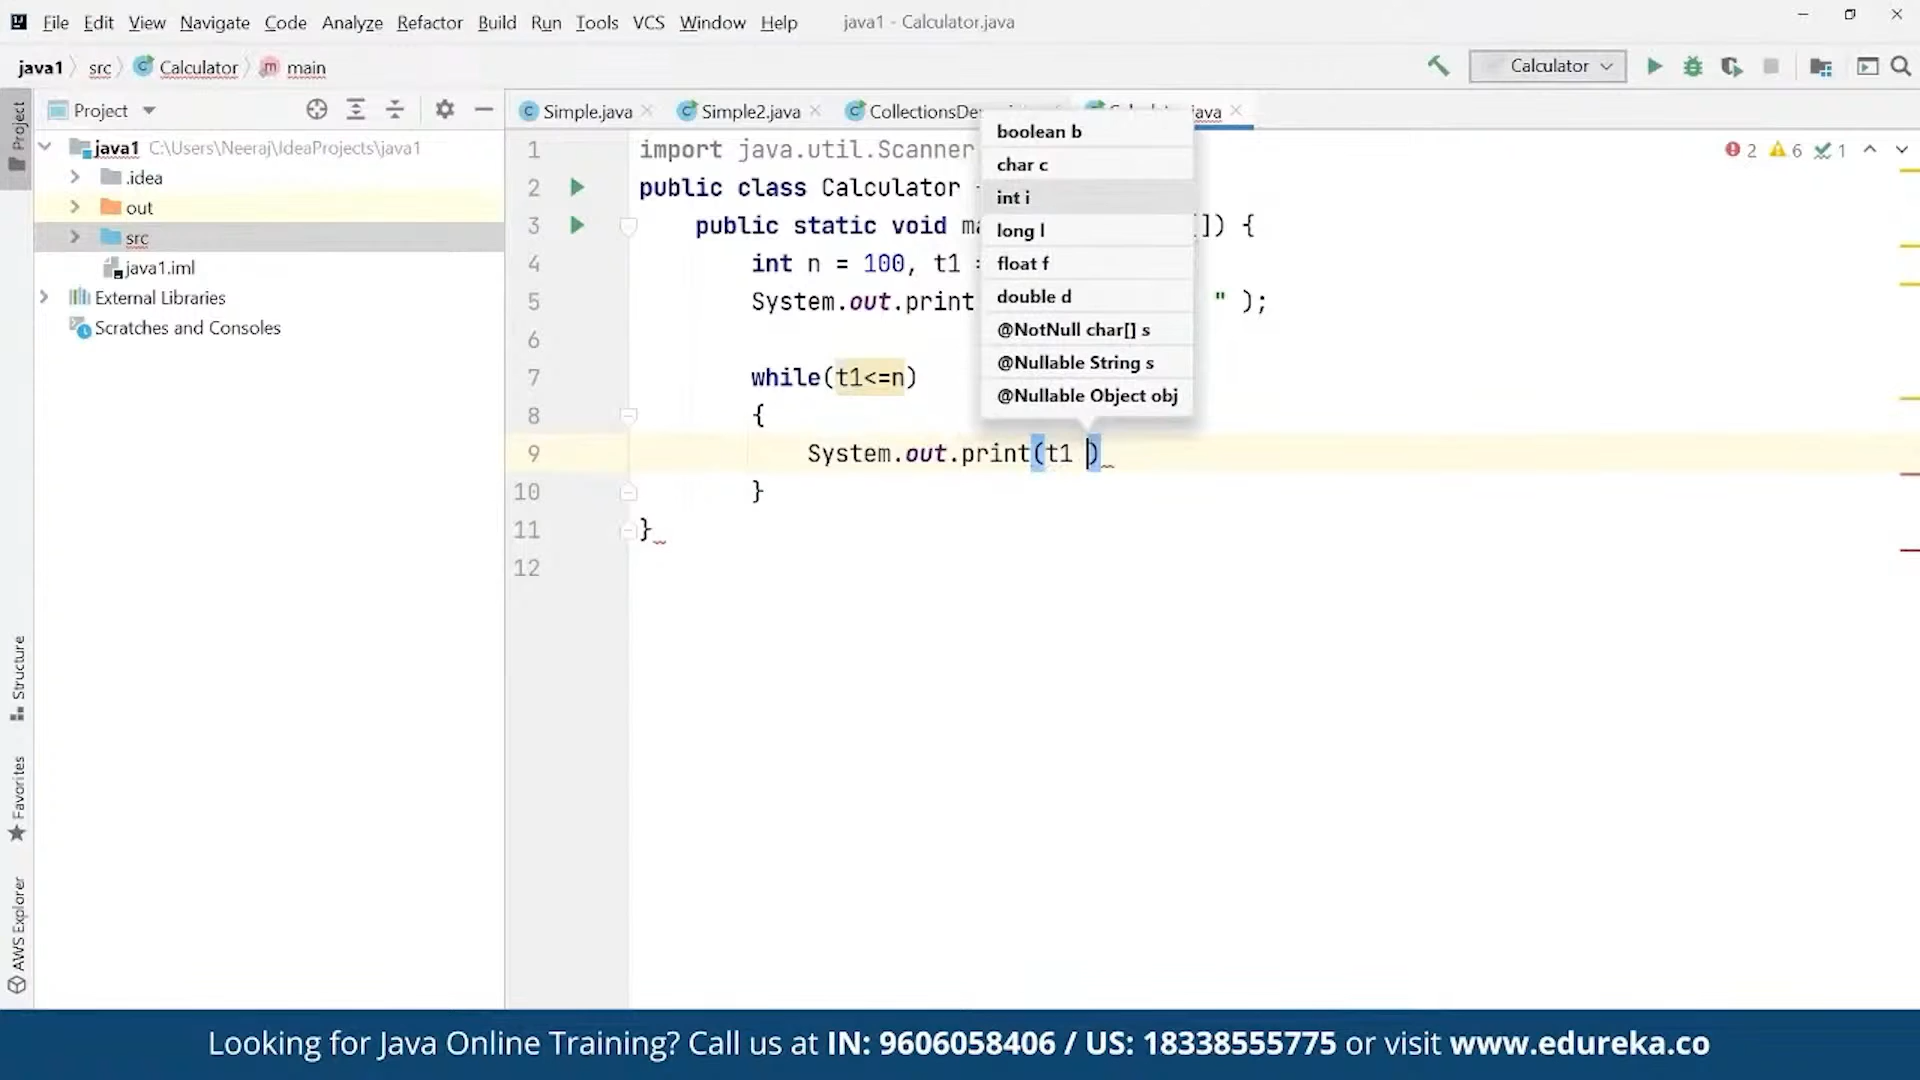 File Edit View Navigate Code Analyze Refactor Build Run Tools VCS Window Help java1 - Calculator.java
java1 src Calculator main
Calculator
Project
Simple.java Simple2.java CollectionsDe java
java1 C:\Users\Neeraj\IdeaProjects\java1
.idea
out
src
java1.iml
External Libraries
Scratches and Consoles
Project
Structure
Favorites
AWS Explorer
1 import java.util.Scanner
2 public class Calculator
3 public static void ma ]) {
4 int n = 100, t1
5 System.out.print " );
6
7 while(t1<=n)
8 {
9 System.out.print(t1 )
10 }
11 }
12
boolean b
char c
int i
long l
float f
double d
@NotNull char[] s
@Nullable String s
@Nullable Object obj
2 6 1
Looking for Java Online Training? Call us at IN: 9606058406 / US: 18338555775 or visit www.edureka.co